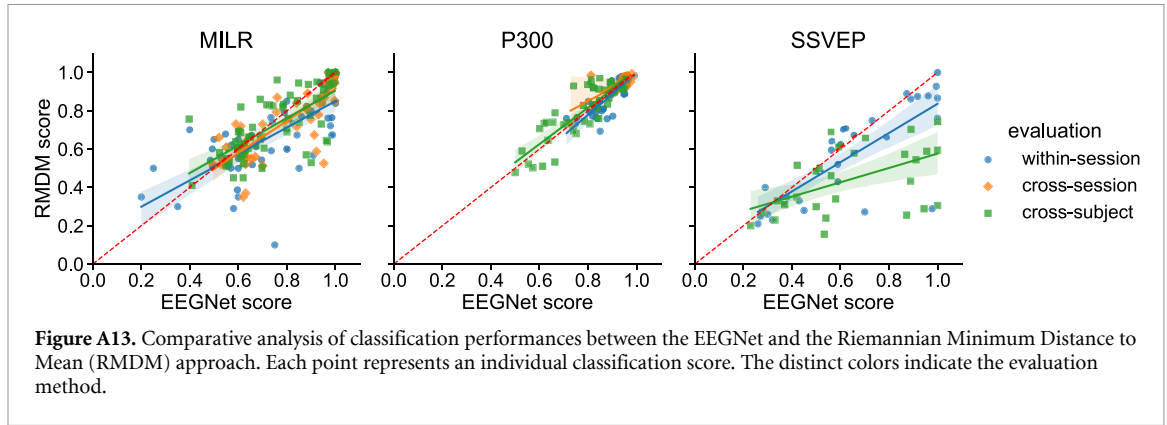 MILR
P300
SSVEP
RMDM score
1.0
0.8
0.6
0.4
0.2
0.0
0.0 0.2 0.4 0.6 0.8 1.0
0.0 0.2 0.4 0.6 0.8 1.0
0.0 0.2 0.4 0.6 0.8 1.0
EEGNet score
EEGNet score
EEGNet score
evaluation
within-session
cross-session
cross-subject
Figure A13. Comparative analysis of classification performances between the EEGNet and the Riemannian Minimum Distance to
Mean (RMDM) approach. Each point represents an individual classification score. The distinct colors indicate the evaluation
method.